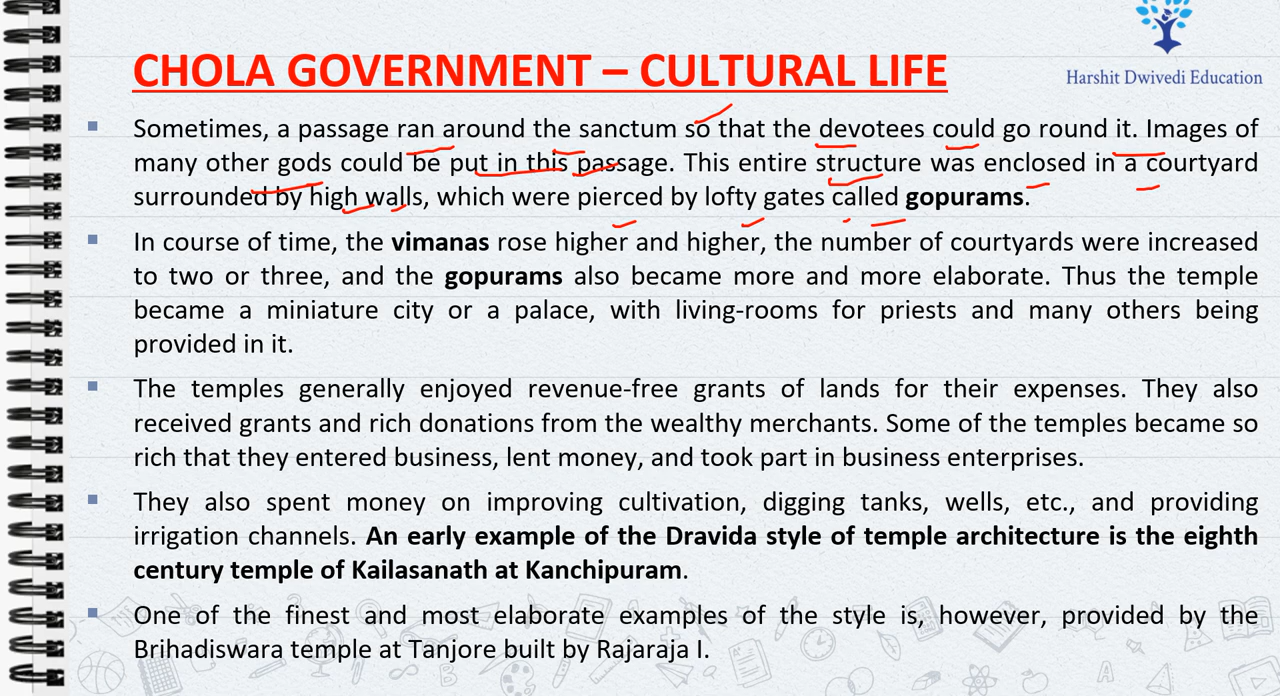 CHOLA GOVERNMENT – CULTURAL LIFE
Harshit Dwivedi Education
▪ Sometimes, a passage ran around the sanctum so that the devotees could go round it. Images of
many other gods could be put in this passage. This entire structure was enclosed in a courtyard
surrounded by high walls, which were pierced by lofty gates called gopurams.
▪ In course of time, the vimanas rose higher and higher, the number of courtyards were increased
to two or three, and the gopurams also became more and more elaborate. Thus the temple
became a miniature city or a palace, with living-rooms for priests and many others being
provided in it.
▪ The temples generally enjoyed revenue-free grants of lands for their expenses. They also
received grants and rich donations from the wealthy merchants. Some of the temples became so
rich that they entered business, lent money, and took part in business enterprises.
▪ They also spent money on improving cultivation, digging tanks, wells, etc., and providing
irrigation channels. An early example of the Dravida style of temple architecture is the eighth
century temple of Kailasanath at Kanchipuram.
▪ One of the finest and most elaborate examples of the style is, however, provided by the
Brihadiswara temple at Tanjore built by Rajaraja I.